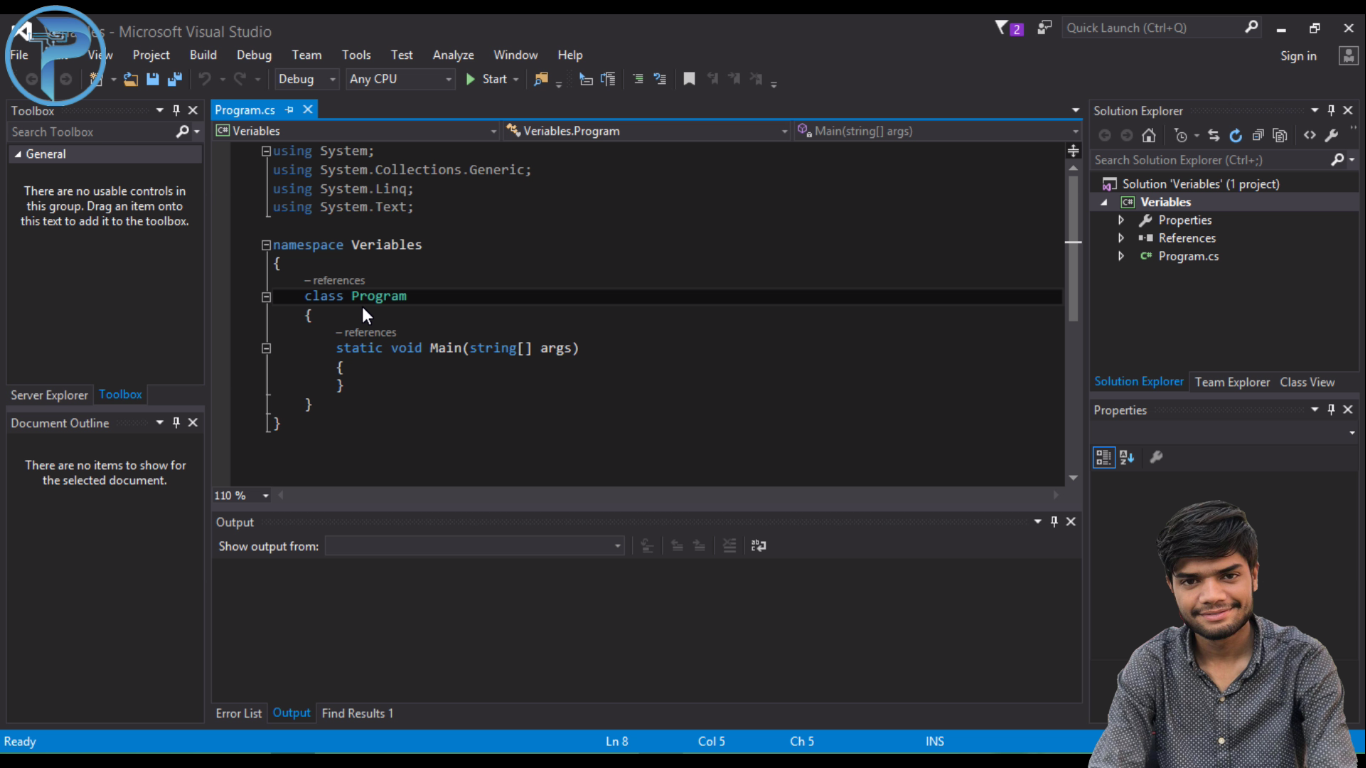 Veriables - Microsoft Visual Studio
2
Quick Launch (Ctrl+Q)
File View Project Build Debug Team Tools Test Analyze Window Help
Sign in
Debug Any CPU Start
Toolbox
Search Toolbox
General
There are no usable controls in
this group. Drag an item onto
this text to add it to the toolbox.
Server Explorer Toolbox
Document Outline
There are no items to show for
the selected document.
Program.cs
C# Veriables Veriables.Program Main(string[] args)
using System;
using System.Collections.Generic;
using System.Linq;
using System.Text;
namespace Veriables
{
– references
class Program
{
– references
static void Main(string[] args)
{
}
}
}
110 %
Output
Show output from:
Error List Output Find Results 1
Solution Explorer
Search Solution Explorer (Ctrl+;)
Solution 'Veriables' (1 project)
C# Veriables
Properties
References
C# Program.cs
Solution Explorer Team Explorer Class View
Properties
Ready Ln 8 Col 5 Ch 5 INS